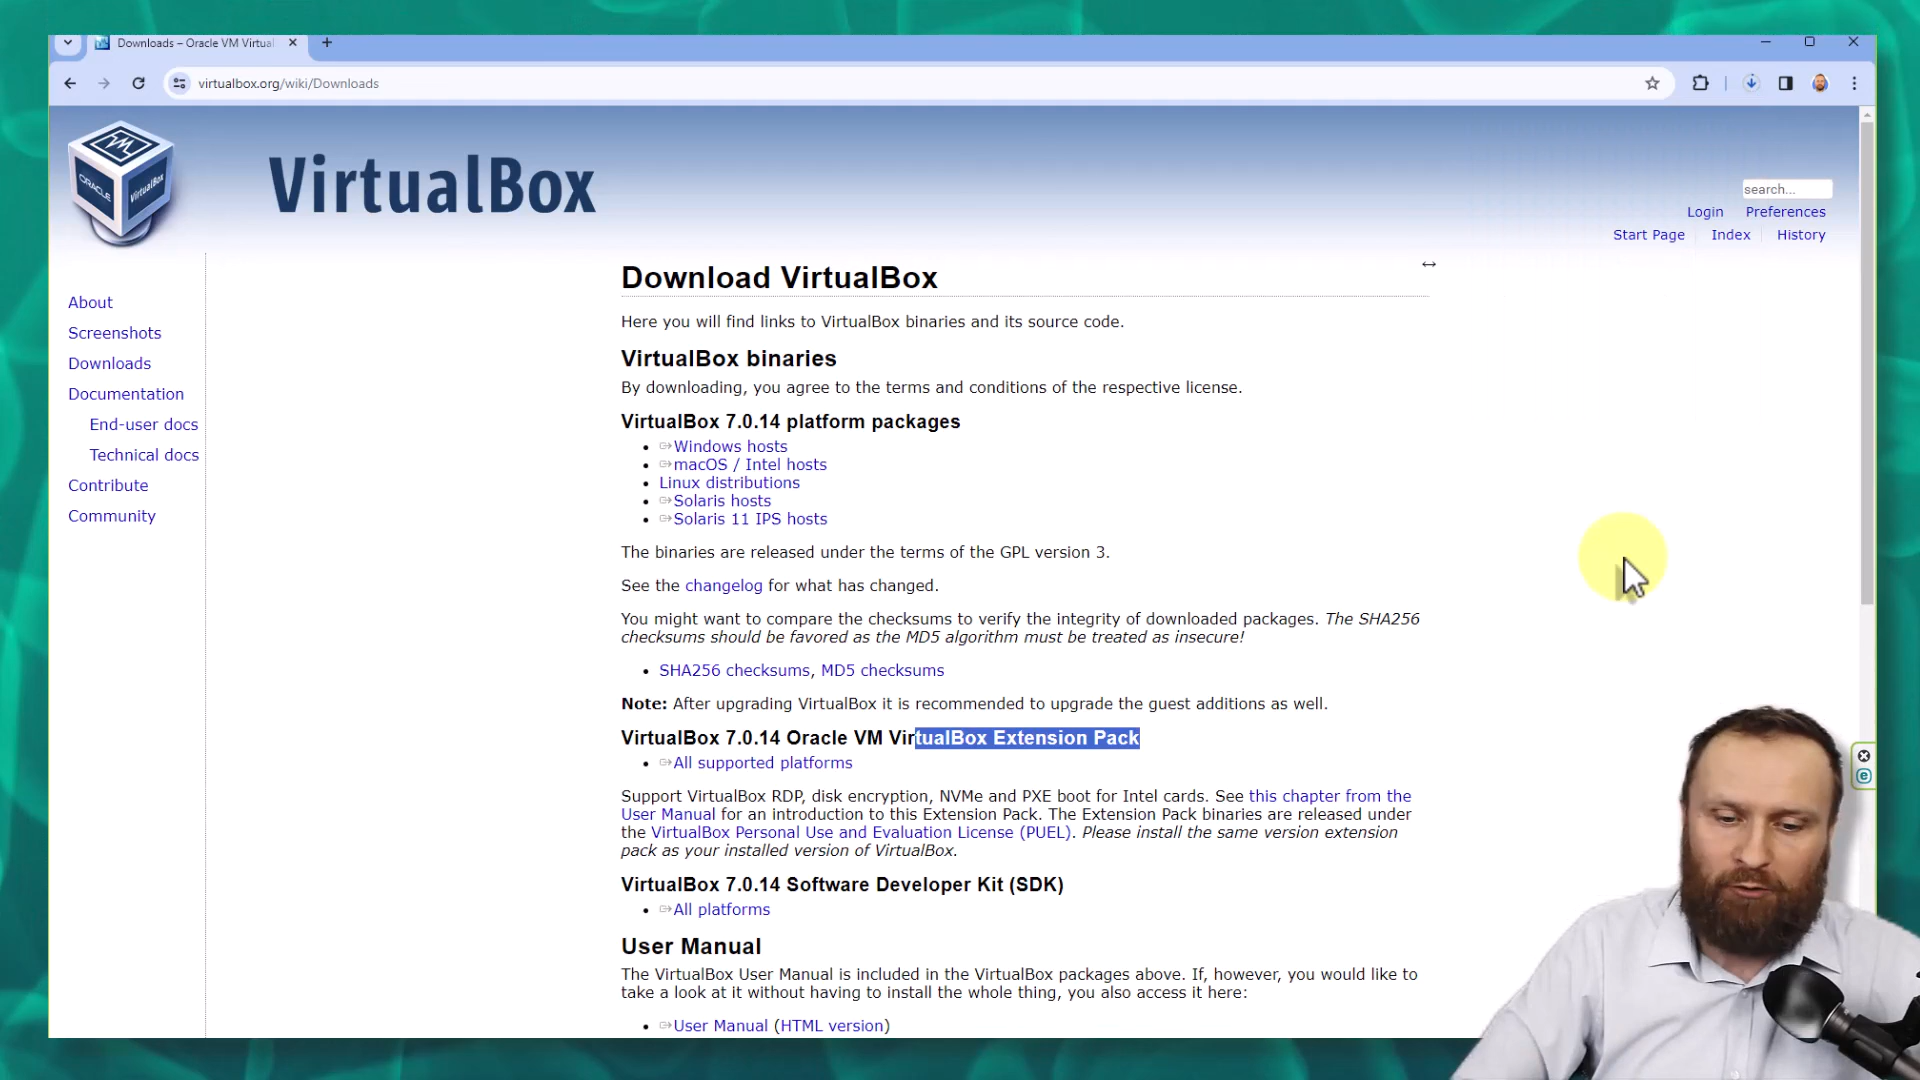 Downloads – Oracle VM Virtual
virtualbox.org/wiki/Downloads
ORACLE
VM
VirtualBox
VirtualBox
search...
Login Preferences
Start Page Index History
About
Screenshots
Downloads
Documentation
End-user docs
Technical docs
Contribute
Community
Download VirtualBox
Here you will find links to VirtualBox binaries and its source code.
VirtualBox binaries
By downloading, you agree to the terms and conditions of the respective license.
VirtualBox 7.0.14 platform packages
• Windows hosts
• macOS / Intel hosts
• Linux distributions
• Solaris hosts
• Solaris 11 IPS hosts
The binaries are released under the terms of the GPL version 3.
See the changelog for what has changed.
You might want to compare the checksums to verify the integrity of downloaded packages. The SHA256
checksums should be favored as the MD5 algorithm must be treated as insecure!
• SHA256 checksums, MD5 checksums
Note: After upgrading VirtualBox it is recommended to upgrade the guest additions as well.
VirtualBox 7.0.14 Oracle VM VirtualBox Extension Pack
• All supported platforms
Support VirtualBox RDP, disk encryption, NVMe and PXE boot for Intel cards. See this chapter from the
User Manual for an introduction to this Extension Pack. The Extension Pack binaries are released under
the VirtualBox Personal Use and Evaluation License (PUEL). Please install the same version extension
pack as your installed version of VirtualBox.
VirtualBox 7.0.14 Software Developer Kit (SDK)
• All platforms
User Manual
The VirtualBox User Manual is included in the VirtualBox packages above. If, however, you would like to
take a look at it without having to install the whole thing, you also access it here:
• User Manual (HTML version)